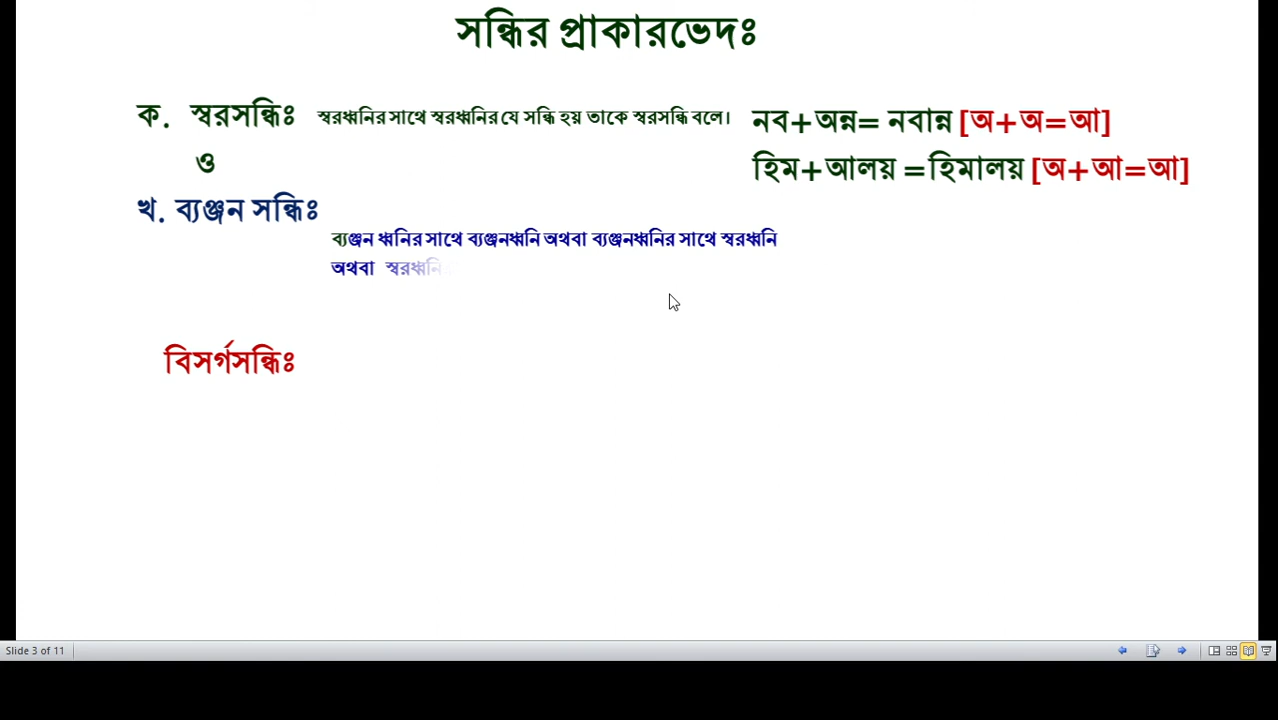 সন্ধির প্রাকারভেদঃ
ক. স্বরসন্ধিঃ স্বরধ্বনির সাথে স্বরধ্বনির যে সন্ধি হয় তাকে স্বরসন্ধি বলে। নব+অন্ন= নবান্ন [অ+অ=আ]
ও
হিম+আলয় =হিমালয় [অ+আ=আ]
খ. ব্যঞ্জন সন্ধিঃ
ব্যঞ্জন ধ্বনির সাথে ব্যঞ্জনধ্বনি অথবা ব্যঞ্জনধ্বনির সাথে স্বরধ্বনি
অথবা স্বরধ্বনি
বিসর্গসন্ধিঃ
Slide 3 of 11